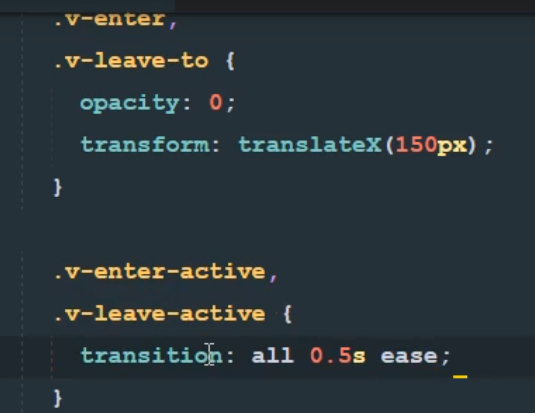 .v-enter,
.v-leave-to {
opacity: 0;
transform: translateX(150px);
}
.v-enter-active,
.v-leave-active {
transition: all 0.5s ease;
}